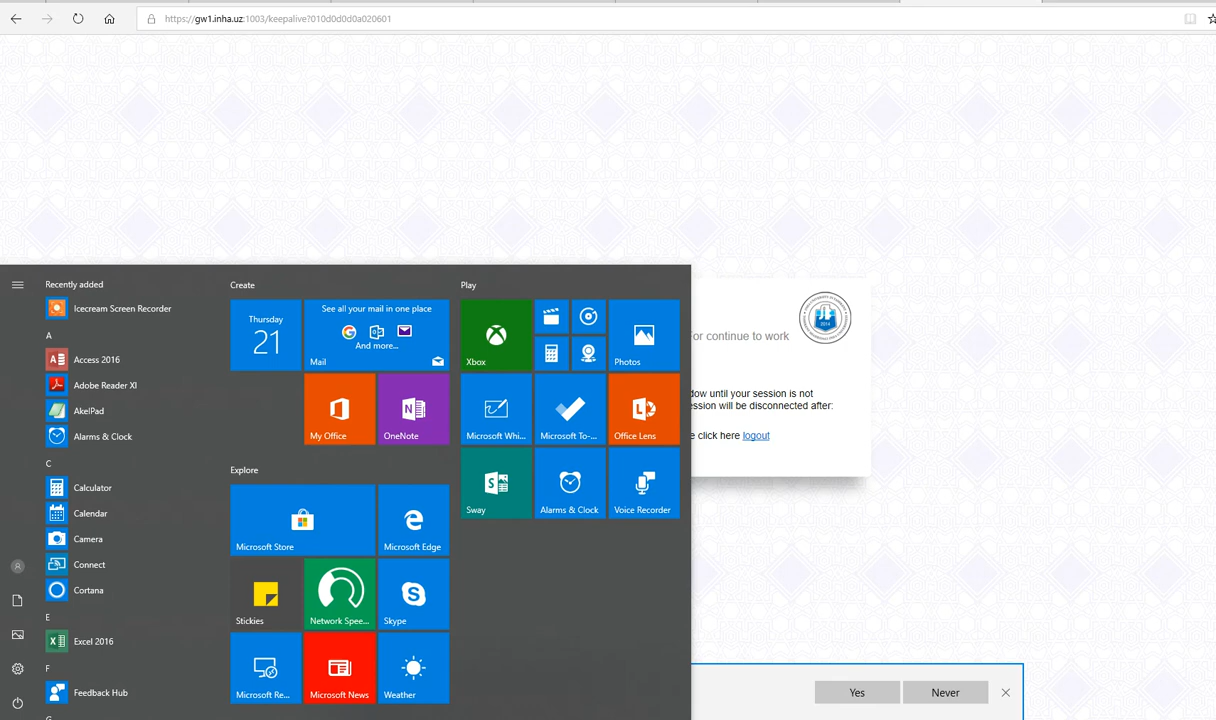 https://gw1.inha.uz:1003/keepalive?010d0d0d0a020601
Recently added
Icecream Screen Recorder
A
Access 2016
Adobe Reader XI
AkelPad
Alarms & Clock
C
Calculator
Calendar
Camera
Connect
Cortana
E
Excel 2016
F
Feedback Hub
Create
Thursday
21
See all your mail in one place
And more...
Mail
My Office
OneNote
Explore
Microsoft Store
Microsoft Edge
Stickies
Network Spee...
Skype
Microsoft Re...
Microsoft News
Weather
Play
Xbox
Photos
Microsoft Whi...
Microsoft To-...
Office Lens
Sway
Alarms & Clock
Voice Recorder
For continue to work
dow until your session is not
ession will be disconnected after:
e click here logout
Yes
Never